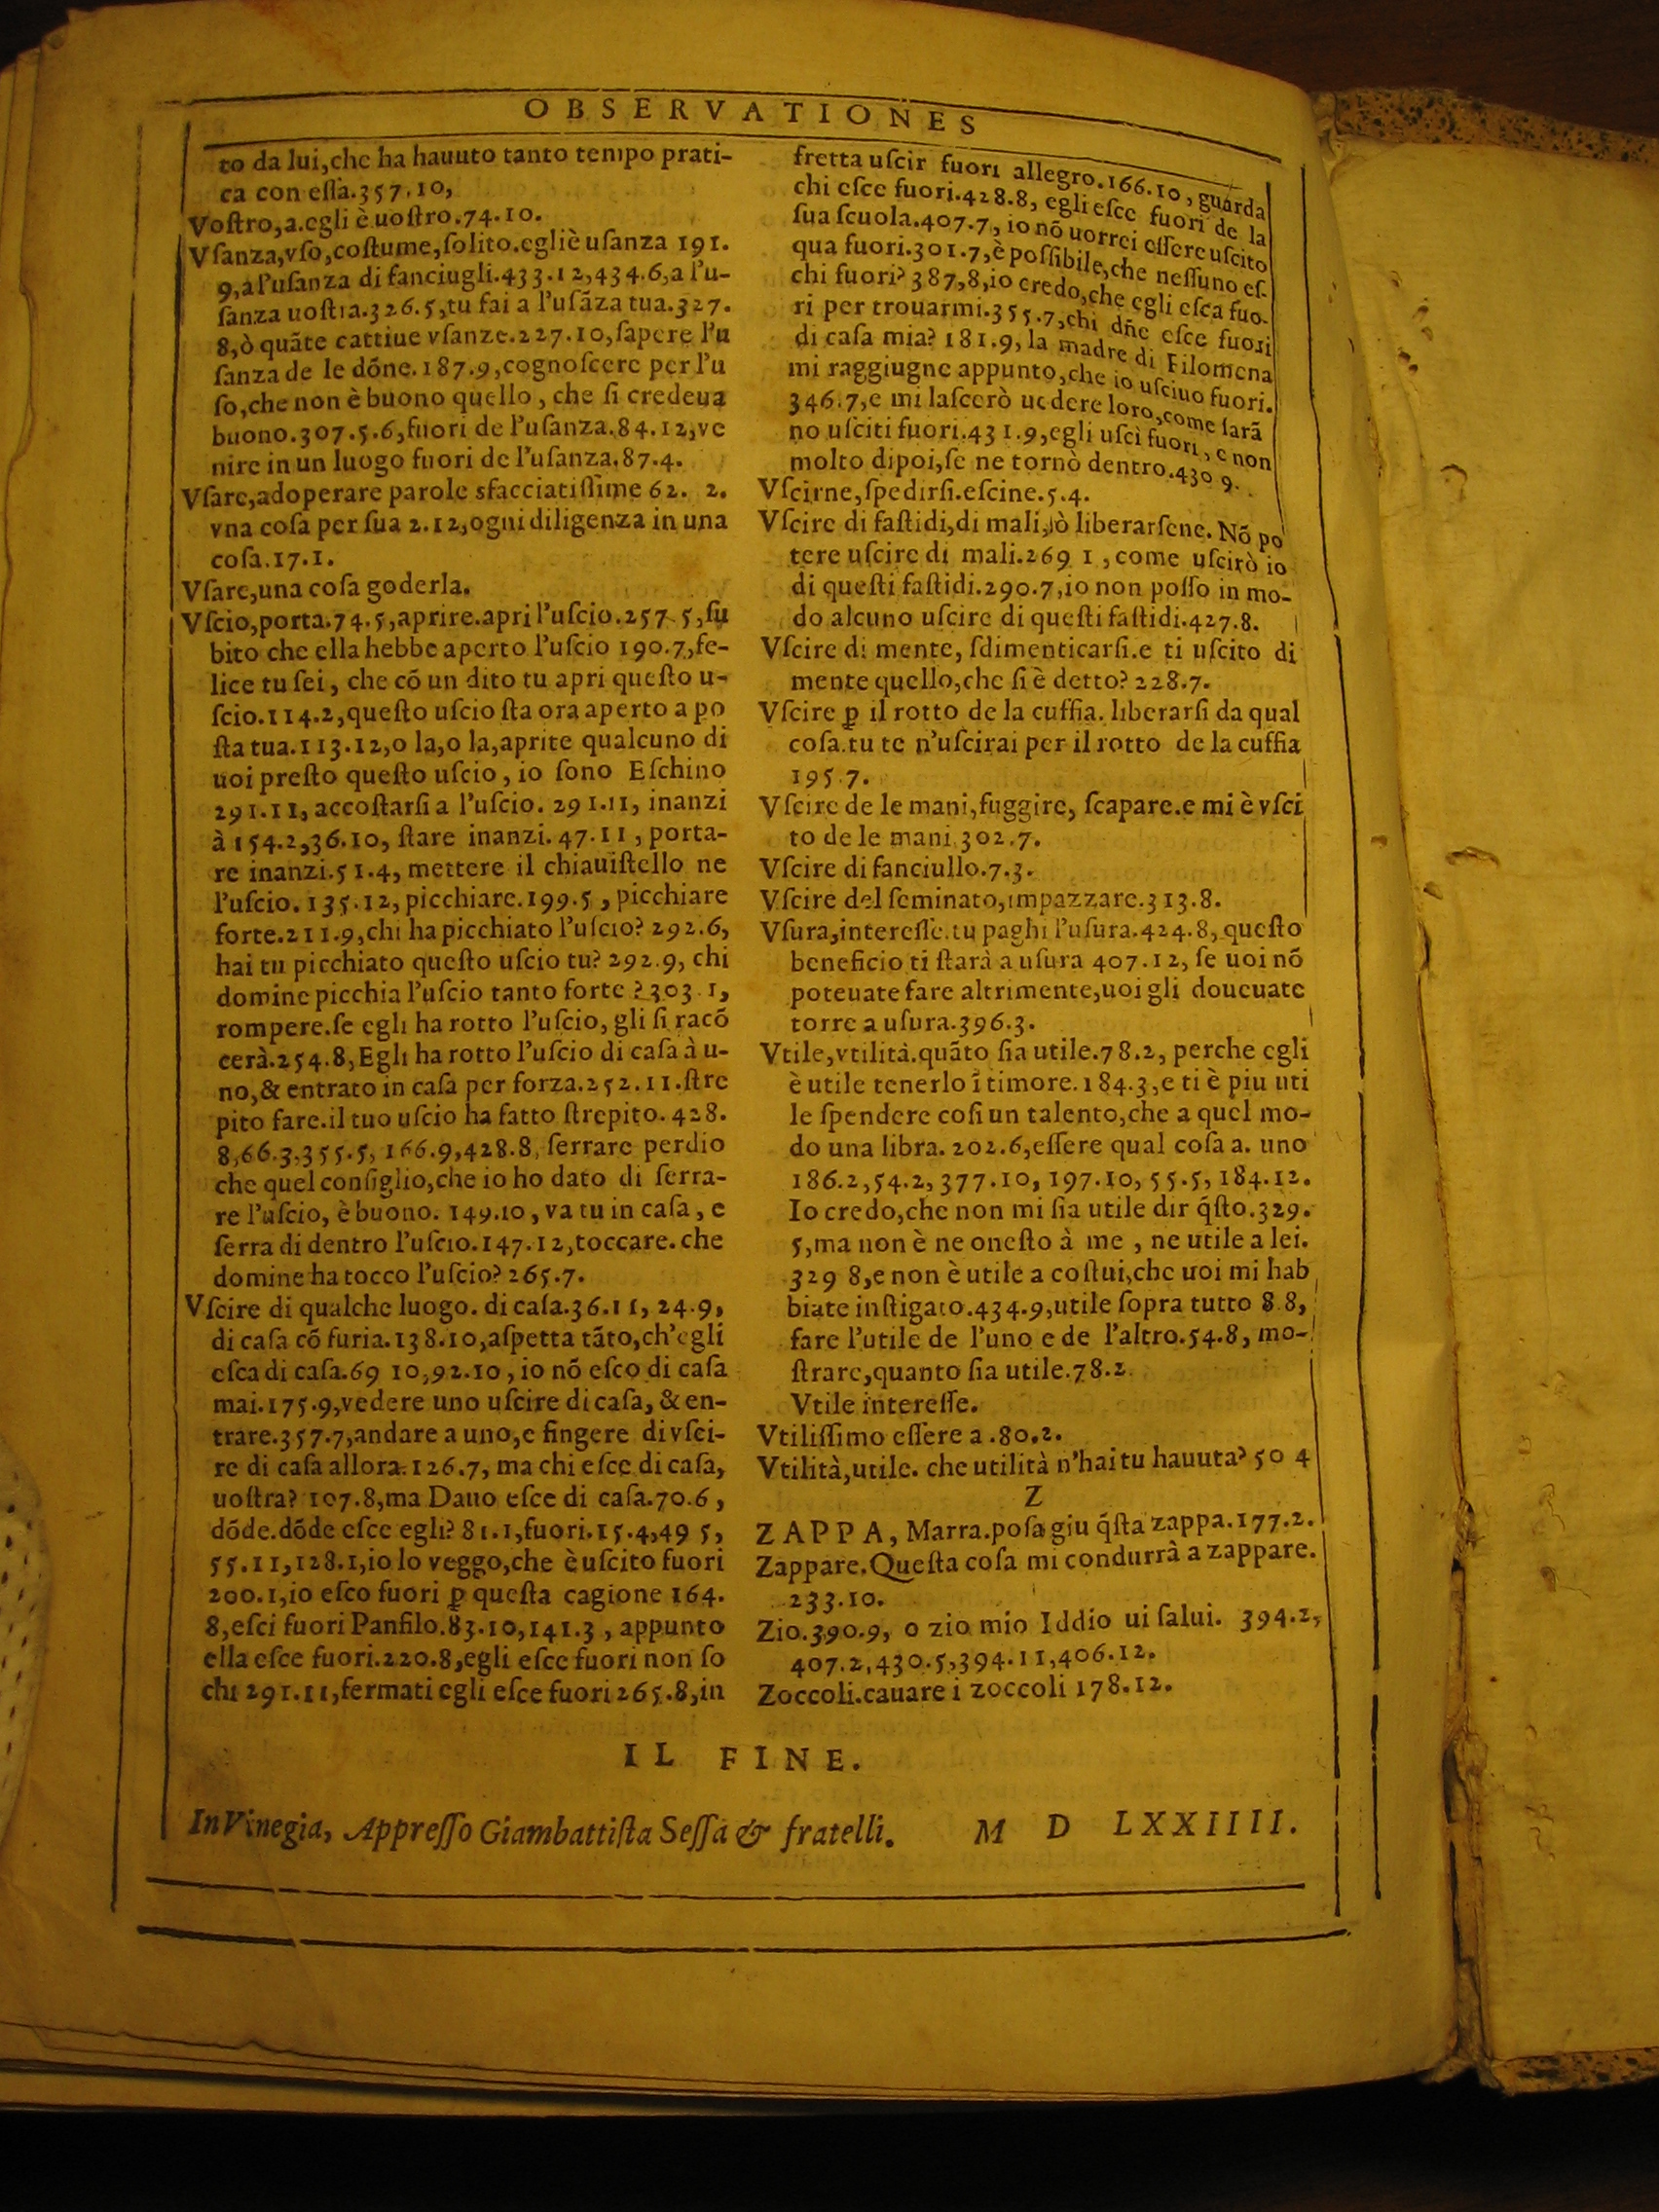 OBSERVATIONES
to da lui,che ha hauuto tanto tempo prati-
ca con eſſa.357.10,
Voſtro,a.egli è uoſtro.74.10.
Vſanza,vſo,coſtume,ſolito.egliè uſanza 191.
9,a l'uſanza di fanciugli.433.12,434.6,a l'u-
ſanza uoſtra.326.5,tu fai a l'uſãza tua.327.
8,ò quãte cattiue vſanze.227.10,ſapere l'u
ſanza de le dóne.187.9,cognoſcere per l'u
ſo,che non è buono quello, che ſi credeua
buono.307.5.6,fuori de l'uſanza.84.12,ve
nire in un luogo fuori de l'uſanza.87.4.
Vſare,adoperare parole sfacciatiſſime 62. 2.
vna coſa per ſua 2.12,ogni diligenza in una
coſa.17.1.
Vſare,una coſa goderla.
Vſcio,porta.74.5,aprire.apri l'uſcio.257.5,ſu
bito che ella hebbe aperto l'uſcio 190.7,fe-
lice tu ſei, che cõ un dito tu apri queſto u-
ſcio.114.2,queſto uſcio ſta ora aperto a po
ſta tua.113.12,o la,o la,aprite qualcuno di
uoi preſto queſto uſcio, io ſono Eſchino
291.11, accoſtarſi a l'uſcio. 291.11, inanzi
à 154.2,36.10, ſtare inanzi. 47.11, porta-
re inanzi.51.4, mettere il chiauiſtello ne
l'uſcio. 135.12, picchiare.199.5, picchiare
forte.211.9,chi ha picchiato l'uſcio? 292.6,
hai tu picchiato queſto uſcio tu? 292.9, chi
domine picchia l'uſcio tanto forte? 303.1,
rompere.ſe egli ha rotto l'uſcio, gli ſi racõ
cerà.254.8,Egli ha rotto l'uſcio di caſa à u-
no,& entrato in caſa per forza.252.11.ſtre
pito fare.il tuo uſcio ha fatto ſtrepito. 428.
8,66.3,355.5, 166.9,428.8, ſerrare perdio
che quel conſiglio,che io ho dato di ſerra-
re l'uſcio, è buono. 149.10, va tu in caſa, e
ſerra di dentro l'uſcio.147.12,toccare. che
domine ha tocco l'uſcio? 265.7.
Vſcire di qualche luogo. di caſa.36.11, 24.9,
di caſa cõ furia.138.10,aſpetta tãto,ch'egli
eſca di caſa.69 10,92.10, io nõ eſco di caſa
mai.175.9,vedere uno uſcire di caſa, & en-
trare.357.7,andare a uno,e fingere di vſci-
re di caſa allora.126.7, ma chi eſce di caſa,
uoſtra? 107.8,ma Dauo eſce di caſa.70.6,
dóde.dóde eſce egli? 81.1,fuori.15.4,49 5,
55.11,128.1,io lo veggo,che è uſcito fuori
200.1,io eſco fuori ꝑ queſta cagione 164.
8,eſci fuori Panfilo.83.10,141.3, appunto
ella eſce fuori.220.8,egli eſce fuori non ſo
chi 291.11,fermati egli eſce fuori 265.8,in
fretta uſcir fuori allegro.166.10, guarda
chi eſce fuori.428.8, egli eſce fuori de la
ſua ſcuola.407.7, io nõ uorrei eſſere uſcito
qua fuori.301.7,è poſſibile,che neſſuno eſ-
chi fuori? 387,8,io credo,che egli eſca fuo-
ri per trouarmi.355.7,chi dñe eſce fuori
di caſa mia? 181.9, la madre di Filomena
mi raggiugne appunto,che io uſciuo fuori.
346.7,e mi laſcerò uedere loro,come ſarã
no uſciti fuori.431.9,egli uſcì fuori, e non
molto dipoi,ſe ne tornò dentro.430 9.
Vſcirne,ſpedirſi.eſcine.5.4.
Vſcire di faſtidi,di mali,ò liberarſene. Nõ po
tere uſcire di mali.269 1, come uſcirò io
di queſti faſtidi.290.7,io non poſſo in mo-
do alcuno uſcire di queſti faſtidi.427.8.
Vſcire di mente, ſdimenticarſi.e ti uſcito di
mente quello,che ſi è detto? 228.7.
Vſcire ꝑ il rotto de la cuffia. liberarſi da qual
coſa.tu te n'uſcirai per il rotto de la cuffia
195.7.
Vſcire de le mani,fuggire, ſcapare.e mi è vſci
to de le mani.302.7.
Vſcire di fanciullo.7.3.
Vſcire del ſeminato,impazzare.313.8.
Vſura,intereſſe.tu paghi l'uſura.424.8, queſto
beneficio ti ſtarà a uſura 407.12, ſe uoi nõ
poteuate fare altrimente,uoi gli doueuate
torre a uſura.396.3.
Vtile,vtilità.quãto ſia utile.78.2, perche egli
è utile tenerlo ĩ timore.184.3,e ti è piu uti
le ſpendere coſi un talento,che a quel mo-
do una libra. 202.6,eſſere qual coſa a. uno
186.2,54.2, 377.10, 197.10, 55.5, 184.12.
Io credo,che non mi ſia utile dir q̃ſto.329.
5,ma non è ne oneſto à me, ne utile a lei.
329 8,e non è utile a coſtui,che uoi mi hab
biate inſtigato.434.9,utile ſopra tutto 8.8,
fare l'utile de l'uno e de l'altro.54.8, mo-
ſtrare,quanto ſia utile.78.2.
Vtile intereſſe.
Vtiliſſimo eſſere a .80.2.
Vtilità,utile. che utilità n'hai tu hauuta? 50 4
Z
ZAPPA, Marra.poſa giu q̃ſta zappa.177.2.
Zappare.Queſta coſa mi condurrà a zappare.
233.10.
Zio.390.9, o zio mio Iddio ui ſalui. 394.2,
407.2,430.5,394.11,406.12.
Zoccoli.cauare i zoccoli 178.12.
IL FINE.
In Vinegia, Appreſſo Giambattiſta Seſſa & fratelli. M D LXXIIII.